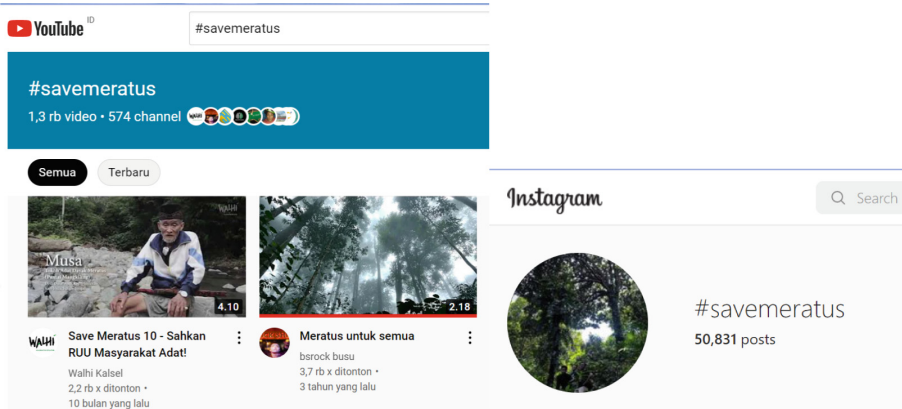 YouTube ID
#savemeratus
#savemeratus
1,3 rb video • 574 channel
Semua
Terbaru
WALHI
Musa
4.10
2.18
WALHI
Save Meratus 10 - Sahkan
RUU Masyarakat Adat!
Walhi Kalsel
2,2 rb x ditonton •
10 bulan yang lalu
Meratus untuk semua
bsrock busu
3,7 rb x ditonton •
3 tahun yang lalu
Instagram
Search
#savemeratus
50,831 posts